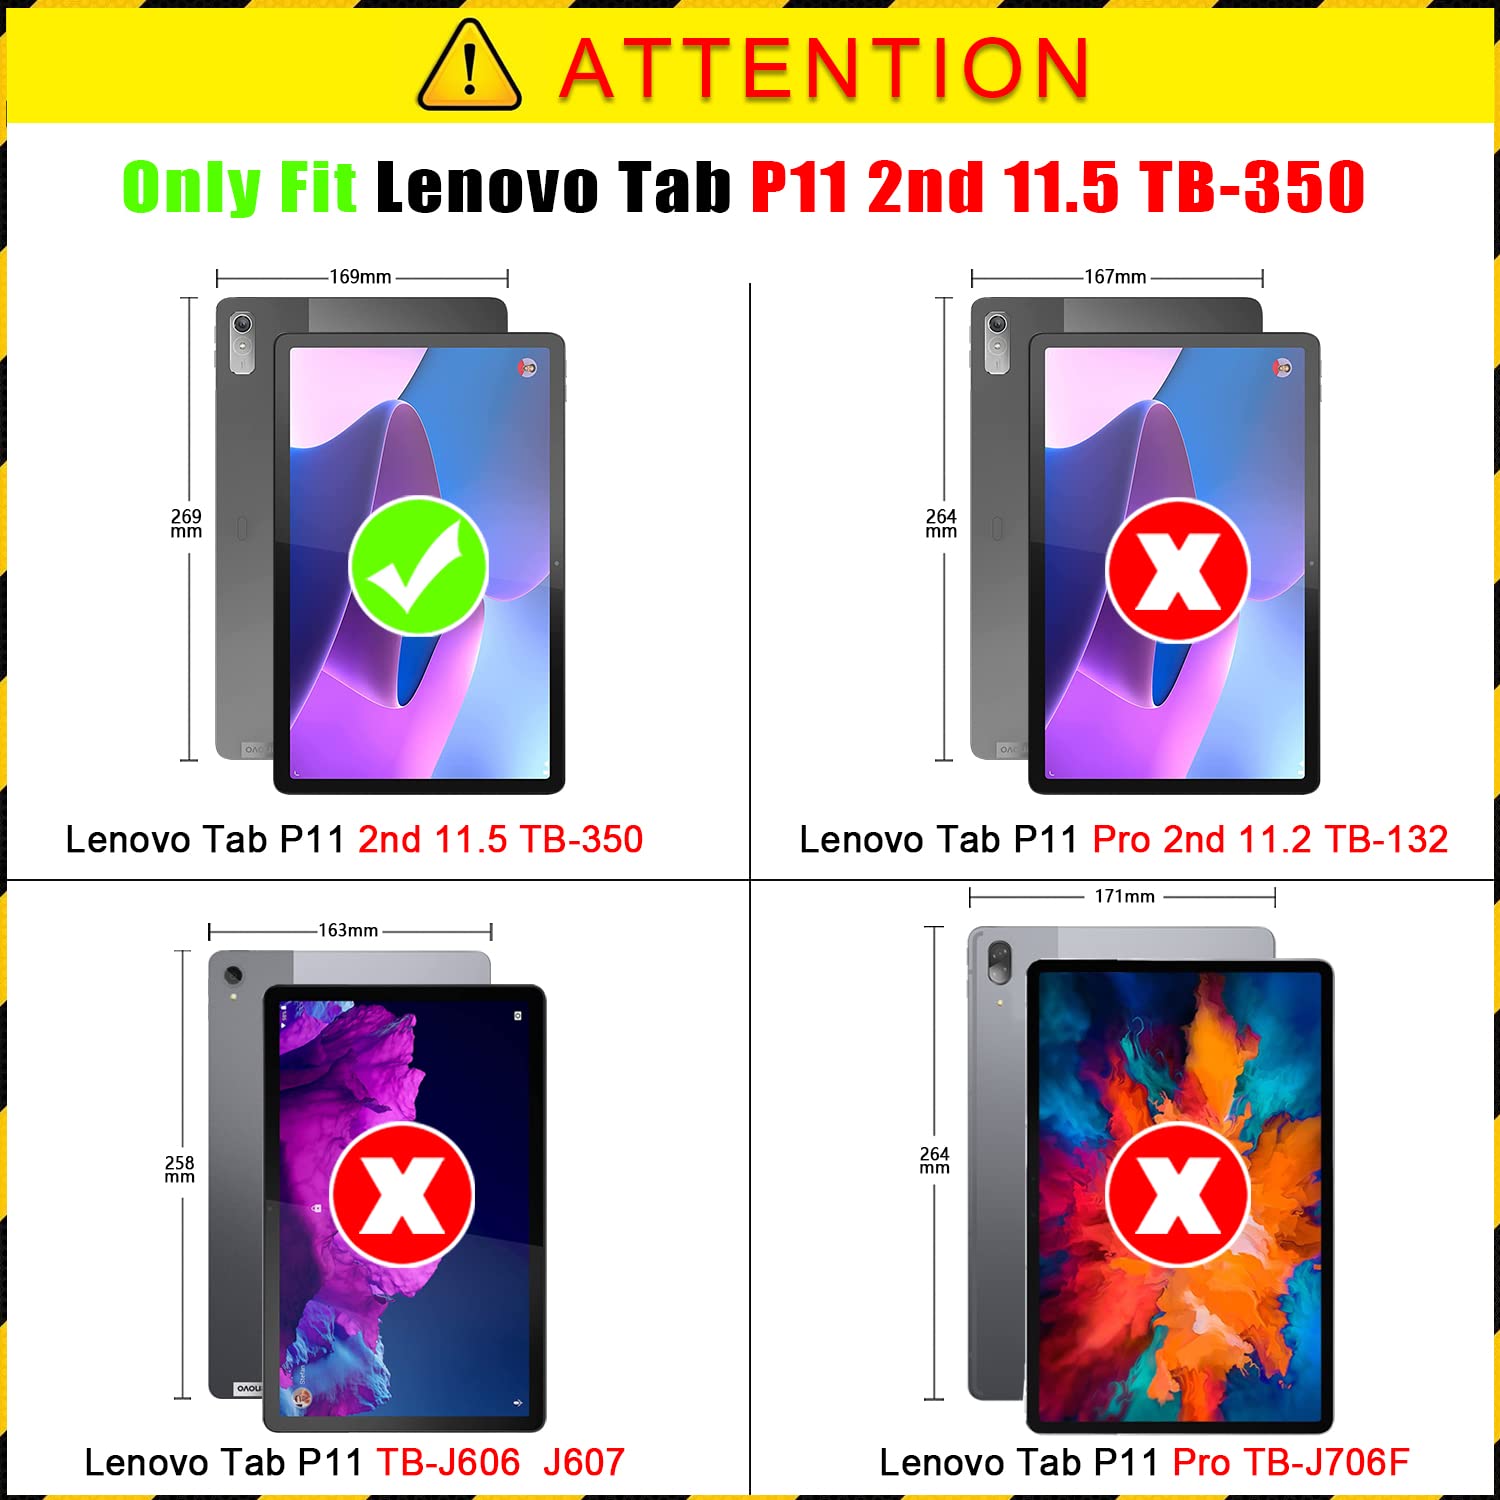 ATTENTION
Only Fit Lenovo Tab P11 2nd 11.5 TB-350
169mm
269
mm
Lenovo Tab P11 2nd 11.5 TB-350
167mm
264
mm
Lenovo Tab P11 Pro 2nd 11.2 TB-132
163mm
258
mm
Stefan
Lenovo Tab P11 TB-J606 J607
171mm
264
mm
Lenovo Tab P11 Pro TB-J706F